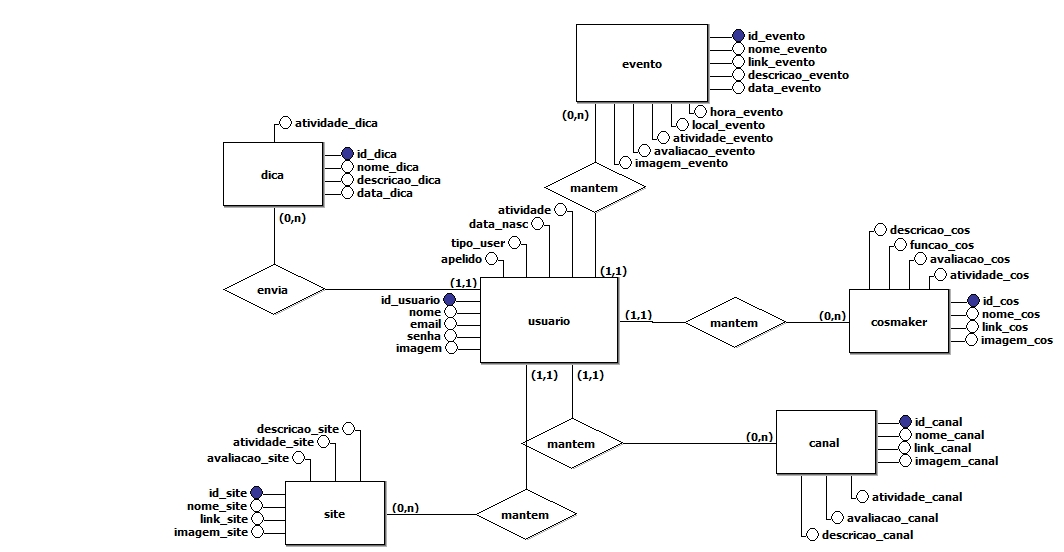 evento
id_evento
nome_evento
link_evento
descricao_evento
data_evento
(0,n)
hora_evento
local_evento
atividade_evento
avaliacao_evento
imagem_evento
mantem
atividade_dica
dica
id_dica
nome_dica
descricao_dica
data_dica
(0,n)
envia
(1,1)
atividade
data_nasc
tipo_user
apelido
(1,1)
id_usuario
nome
email
senha
imagem
usuario
(1,1)
mantem
(0,n)
descricao_cos
funcao_cos
avaliacao_cos
atividade_cos
cosmaker
id_cos
nome_cos
link_cos
imagem_cos
(1,1)
(1,1)
mantem
(0,n)
canal
id_canal
nome_canal
link_canal
imagem_canal
atividade_canal
avaliacao_canal
descricao_canal
descricao_site
atividade_site
avaliacao_site
id_site
nome_site
link_site
imagem_site
site
(0,n)
mantem